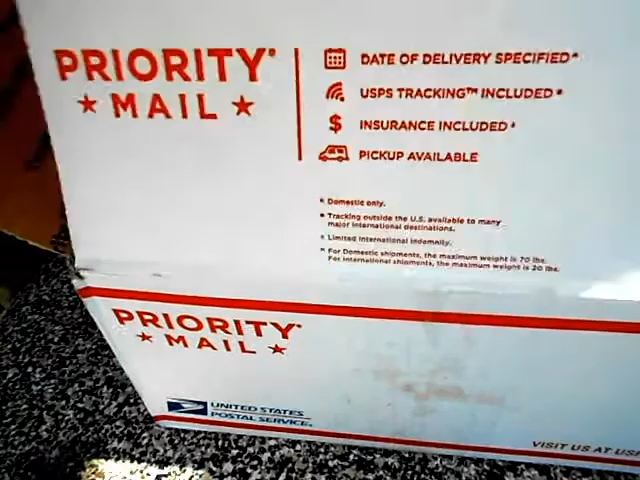 PRIORITY®
★ MAIL ★
DATE OF DELIVERY SPECIFIED*
USPS TRACKING™ INCLUDED*
$ INSURANCE INCLUDED*
PICKUP AVAILABLE
* Domestic only.
* Tracking outside the U.S. available to many
major international destinations.
* Limited international indemnity.
* For Domestic shipments, the maximum weight is 70 lbs.
For international shipments, the maximum weight is 20 lbs.
PRIORITY®
★ MAIL ★
UNITED STATES
POSTAL SERVICE®
VISIT US AT